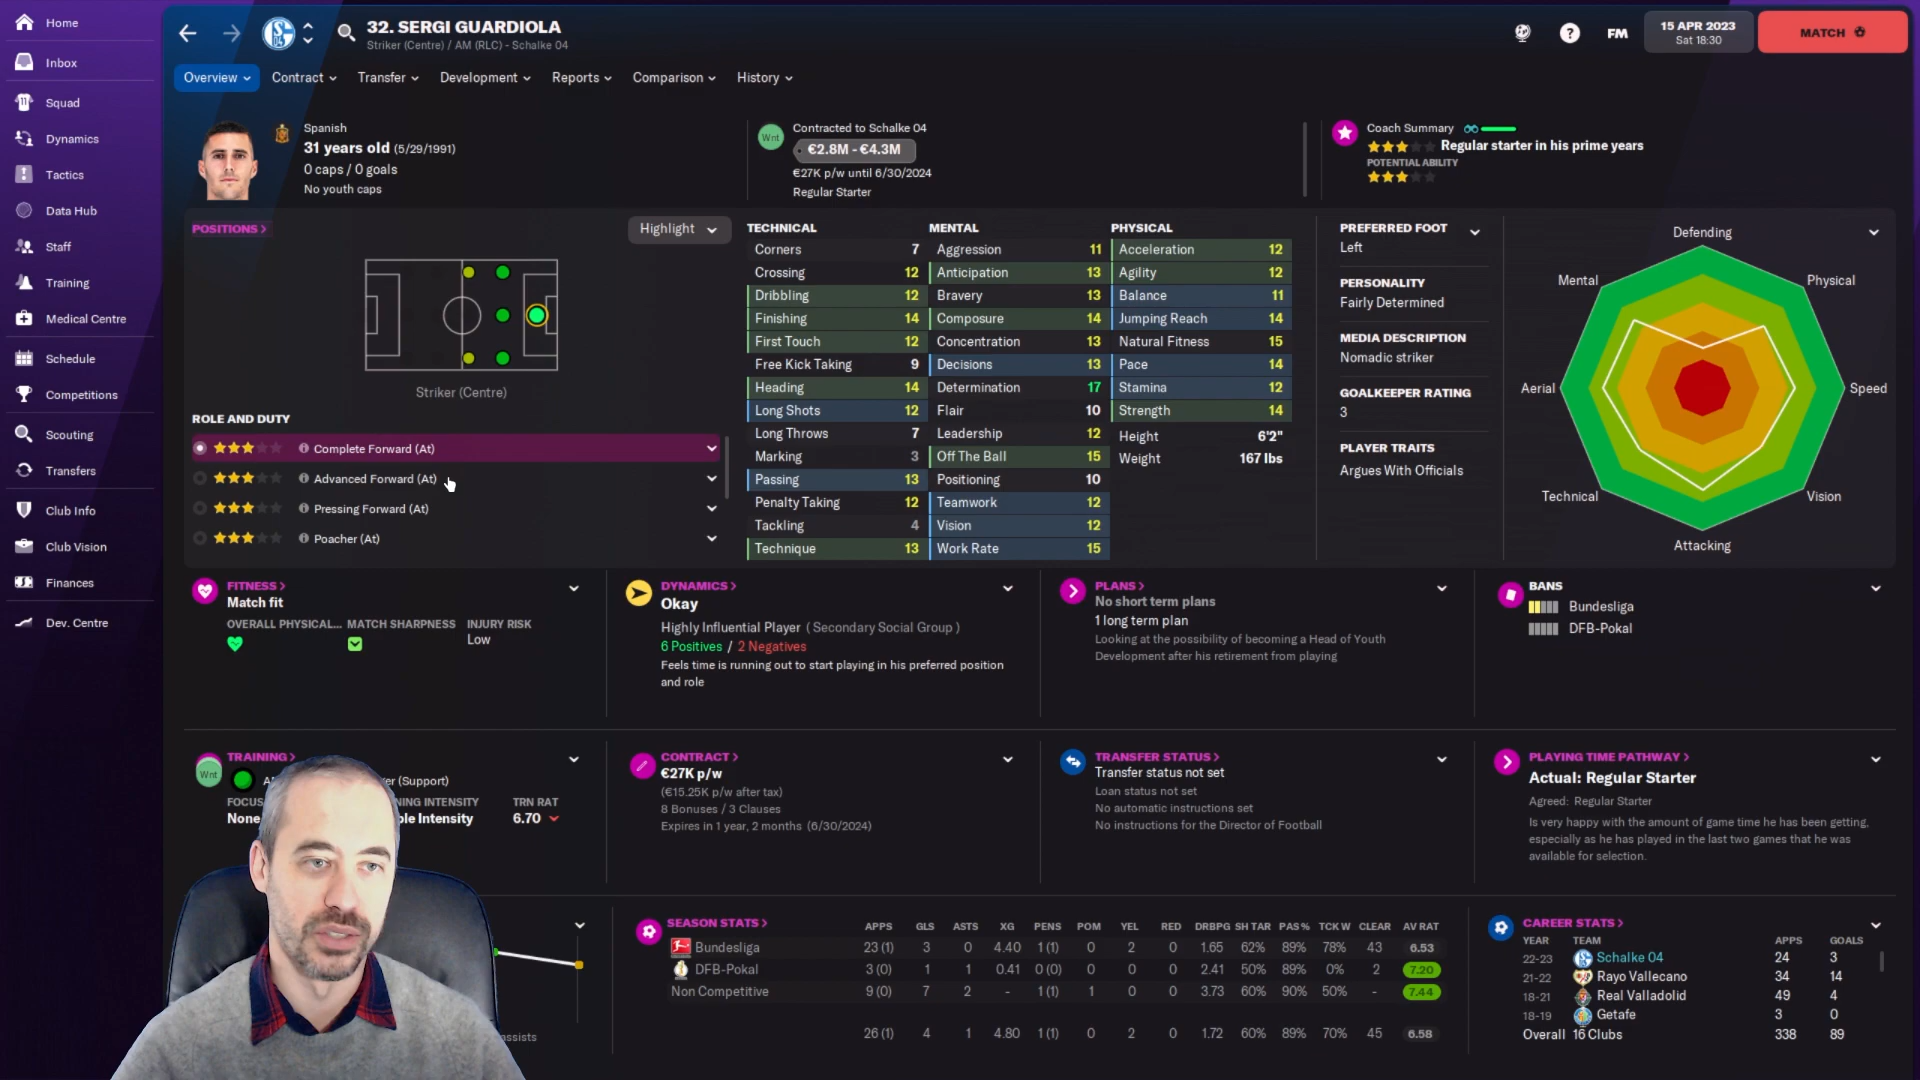 Home
Inbox
Squad
Dynamics
Tactics
Data Hub
Staff
Training
Medical Centre
Schedule
Competitions
Scouting
Transfers
Club Info
Club Vision
Finances
Dev. Centre
32. SERGI GUARDIOLA
Striker (Centre) / AM (RLC) - Schalke 04
FM
15 APR 2023
Sat 18:30
MATCH
Overview
Contract
Transfer
Development
Reports
Comparison
History
Spanish
31 years old (5/29/1991)
0 caps / 0 goals
No youth caps
Wnt
Contracted to Schalke 04
€2.8M - €4.3M
€27K p/w until 6/30/2024
Regular Starter
Coach Summary
Regular starter in his prime years
POTENTIAL ABILITY
POSITIONS >
Highlight
Striker (Centre)
ROLE AND DUTY
Complete Forward (At)
Advanced Forward (At)
Pressing Forward (At)
Poacher (At)
TECHNICAL
Corners 7
Crossing 12
Dribbling 12
Finishing 14
First Touch 12
Free Kick Taking 9
Heading 14
Long Shots 12
Long Throws 7
Marking 3
Passing 13
Penalty Taking 12
Tackling 4
Technique 13
MENTAL
Aggression 11
Anticipation 13
Bravery 13
Composure 14
Concentration 13
Decisions 13
Determination 17
Flair 10
Leadership 12
Off The Ball 15
Positioning 10
Teamwork 12
Vision 12
Work Rate 15
PHYSICAL
Acceleration 12
Agility 12
Balance 11
Jumping Reach 14
Natural Fitness 15
Pace 14
Stamina 12
Strength 14
Height 6'2"
Weight 167 lbs
PREFERRED FOOT
Left
PERSONALITY
Fairly Determined
MEDIA DESCRIPTION
Nomadic striker
GOALKEEPER RATING
3
PLAYER TRAITS
Argues With Officials
Defending
Mental
Physical
Aerial
Speed
Technical
Vision
Attacking
FITNESS >
Match fit
OVERALL PHYSICAL... MATCH SHARPNESS INJURY RISK
Low
DYNAMICS >
Okay
Highly Influential Player ( Secondary Social Group )
6 Positives / 2 Negatives
Feels time is running out to start playing in his preferred position
and role
PLANS >
No short term plans
1 long term plan
Looking at the possibility of becoming a Head of Youth
Development after his retirement from playing
BANS
Bundesliga
DFB-Pokal
TRAINING >
Wnt
er (Support)
FOCUS
INTENSITY
TRN RAT
None
Intensity
6.70
CONTRACT >
€27K p/w
(€15.25K p/w after tax)
8 Bonuses / 3 Clauses
Expires in 1 year, 2 months (6/30/2024)
TRANSFER STATUS >
Transfer status not set
Loan status not set
No automatic instructions set
No instructions for the Director of Football
PLAYING TIME PATHWAY >
Actual: Regular Starter
Agreed: Regular Starter
Is very happy with the amount of game time he has been getting,
especially as he has played in the last two games that he was
available for selection.
ssists
SEASON STATS > APPS GLS ASTS XG PENS POM YEL RED DRBPG SH TAR PAS % TCK W CLEAR AV RAT
Bundesliga 23 (1) 3 0 4.40 1 (1) 0 2 0 1.65 62% 89% 78% 43 6.53
DFB-Pokal 3 (0) 1 1 0.41 0 (0) 0 0 0 2.41 50% 89% 0% 2 7.20
Non Competitive 9 (0) 7 2 - 1 (1) 1 0 0 3.73 60% 90% 50% - 7.44
26 (1) 4 1 4.80 1 (1) 0 2 0 1.72 60% 89% 70% 45 6.58
CAREER STATS >
YEAR TEAM APPS GOALS
22-23 Schalke 04 24 3
21-22 Rayo Vallecano 34 14
18-21 Real Valladolid 49 4
18-19 Getafe 3 0
Overall 16 Clubs 338 89